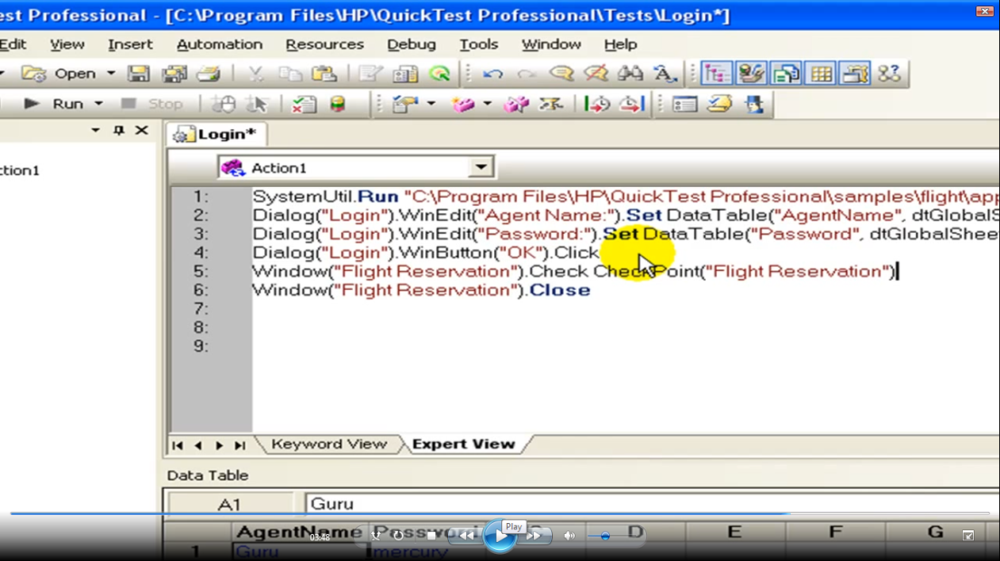 est Professional - [C:\Program Files\HP\QuickTest Professional\Tests\Login*]
Edit View Insert Automation Resources Debug Tools Window Help
Open
Run Stop
Login*
ction1
Action1
1: SystemUtil.Run "C:\Program Files\HP\QuickTest Professional\samples\flight\app
2: Dialog("Login").WinEdit("Agent Name:").Set DataTable("AgentName", dtGlobalS
3: Dialog("Login").WinEdit("Password:").Set DataTable("Password", dtGlobalShee
4: Dialog("Login").WinButton("OK").Click
5: Window("Flight Reservation").Check CheckPoint("Flight Reservation")
6: Window("Flight Reservation").Close
7:
8:
9:
Keyword View Expert View
Data Table
A1 Guru
AgentName Password D E F G
03:48 Play
1 Guru mercury